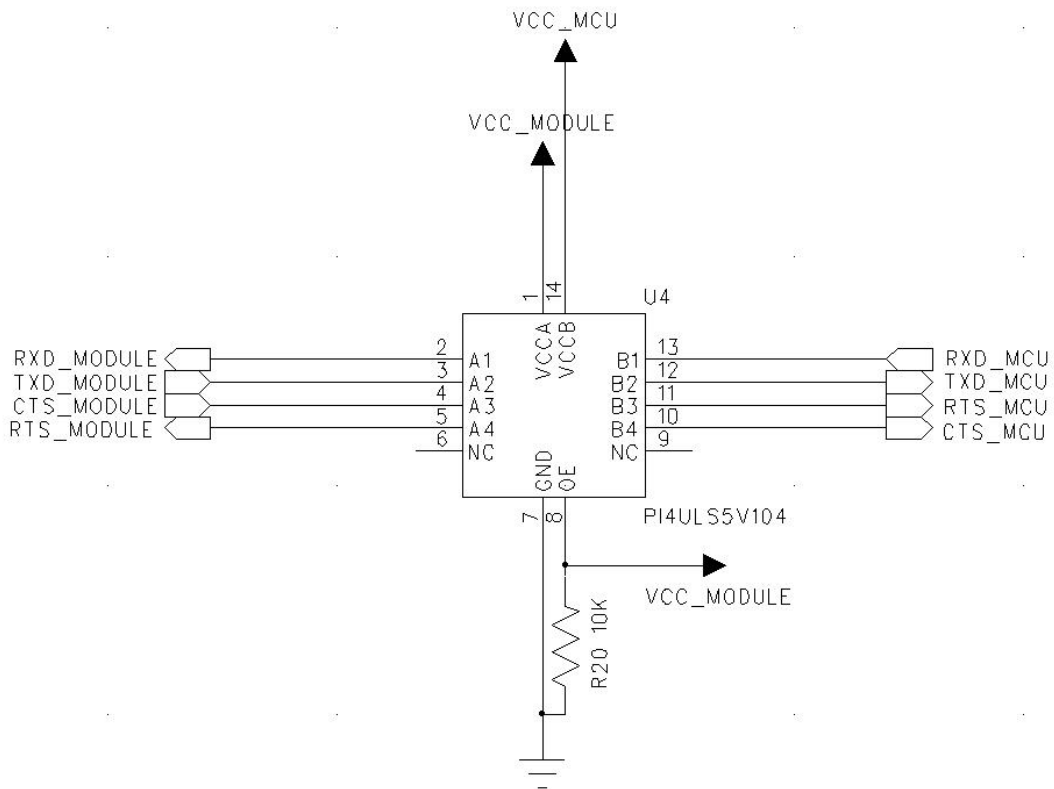 VCC_MCU
VCC_MODULE
1
14
U4
VCCA
VCCB
RXD_MODULE
2
A1
B1
13
RXD_MCU
TXD_MODULE
3
A2
B2
12
TXD_MCU
CTS_MODULE
4
A3
B3
11
RTS_MCU
RTS_MODULE
5
A4
B4
10
CTS_MCU
6
NC
NC
9
GND
OE
7
8
PI4ULS5V104
VCC_MODULE
R20 10K